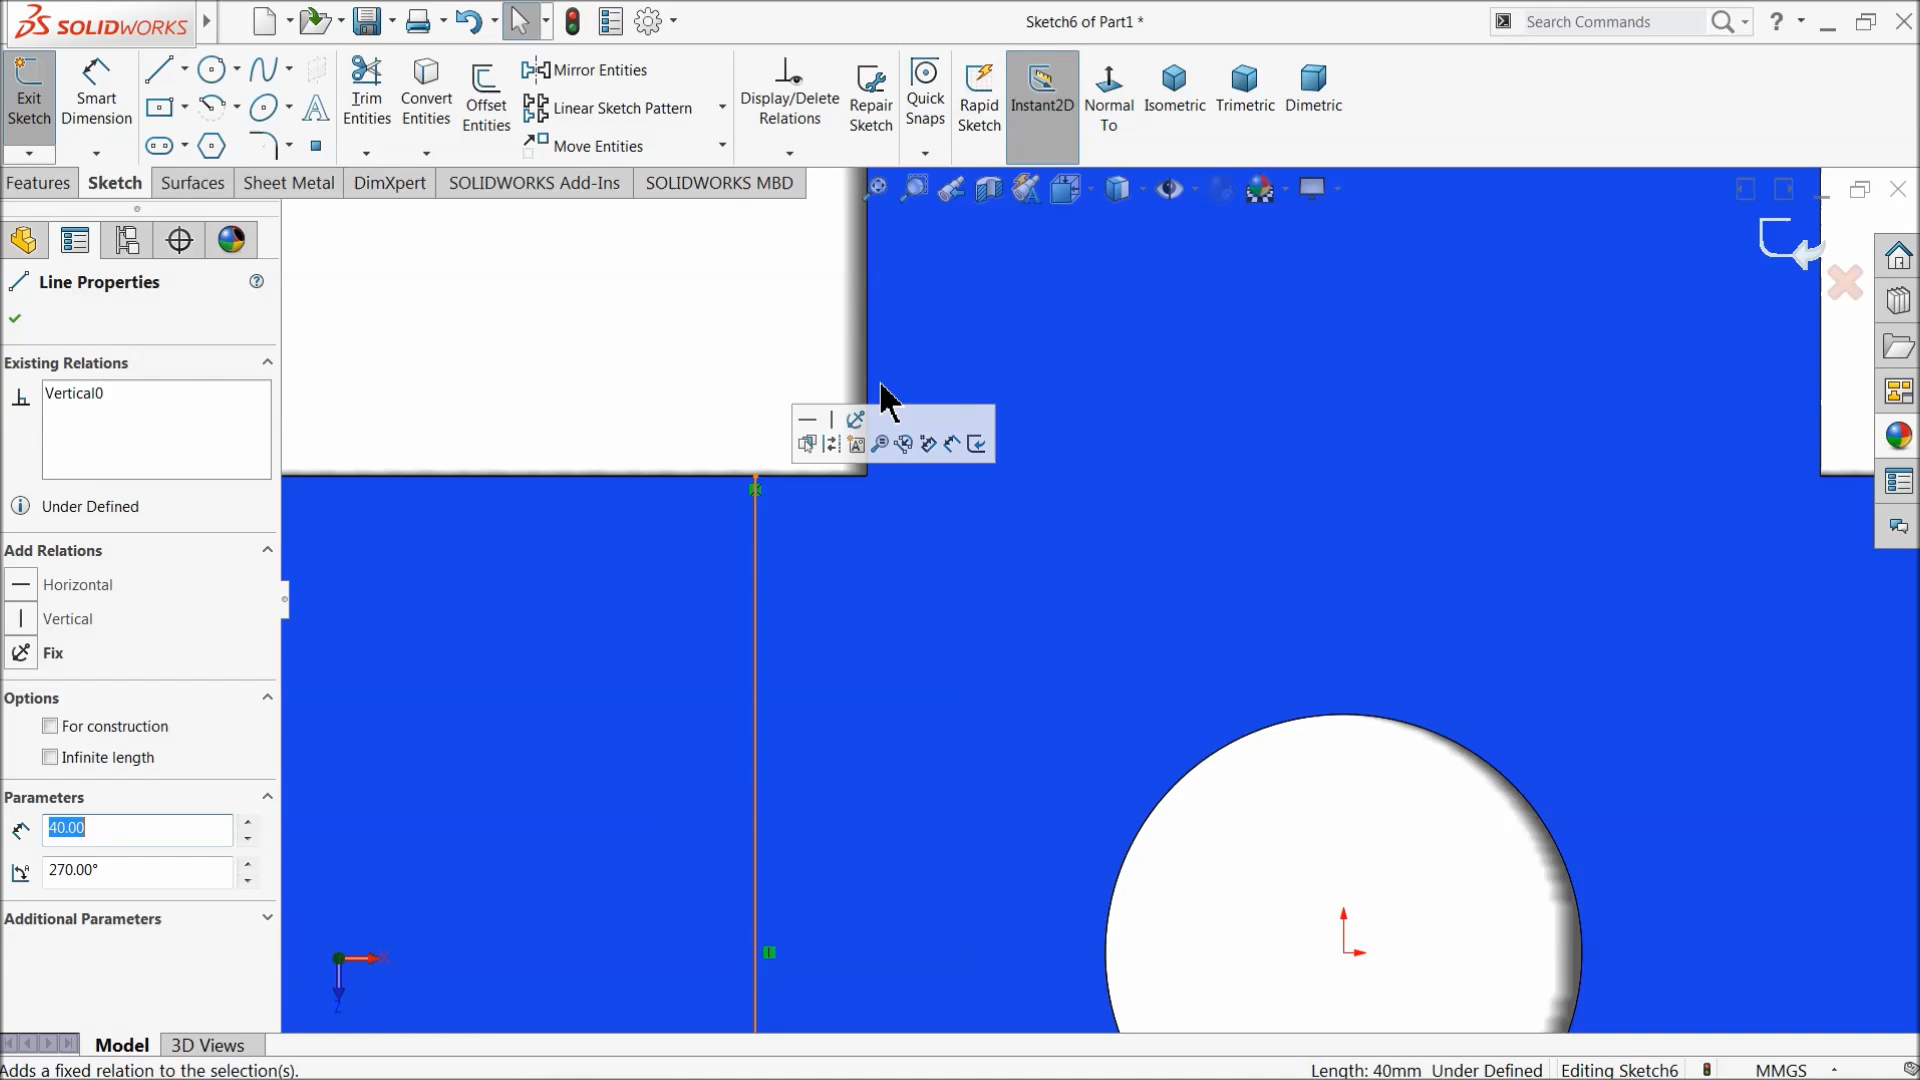 SOLIDWORKS
Sketch6 of Part1 *
Search Commands
?
Exit Sketch
Smart Dimension
Trim Entities
Convert Entities
Offset Entities
Mirror Entities
Linear Sketch Pattern
Move Entities
Display/Delete Relations
Repair Sketch
Quick Snaps
Rapid Sketch
Instant2D
Normal To
Isometric
Trimetric
Dimetric
Features
Sketch
Surfaces
Sheet Metal
DimXpert
SOLIDWORKS Add-Ins
SOLIDWORKS MBD
Line Properties
Existing Relations
Vertical0
Under Defined
Add Relations
Horizontal
Vertical
Fix
Options
For construction
Infinite length
Parameters
40.00
270.00°
Additional Parameters
X
Z
Model
3D Views
Adds a fixed relation to the selection(s).
Length: 40mm Under Defined Editing Sketch6 MMGS